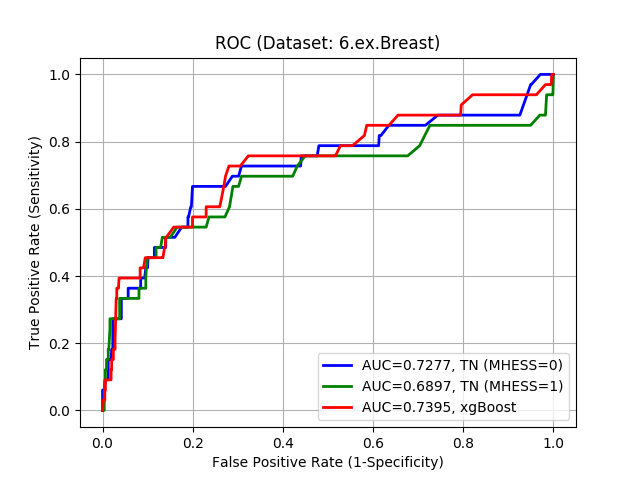 ROC (Dataset: 6.ex.Breast)
True Positive Rate (Sensitivity)
1.0
0.8
0.6
0.4
0.2
0.0
AUC=0.7277, TN (MHESS=0)
AUC=0.6897, TN (MHESS=1)
AUC=0.7395, xgBoost
0.0 0.2 0.4 0.6 0.8 1.0
False Positive Rate (1-Specificity)